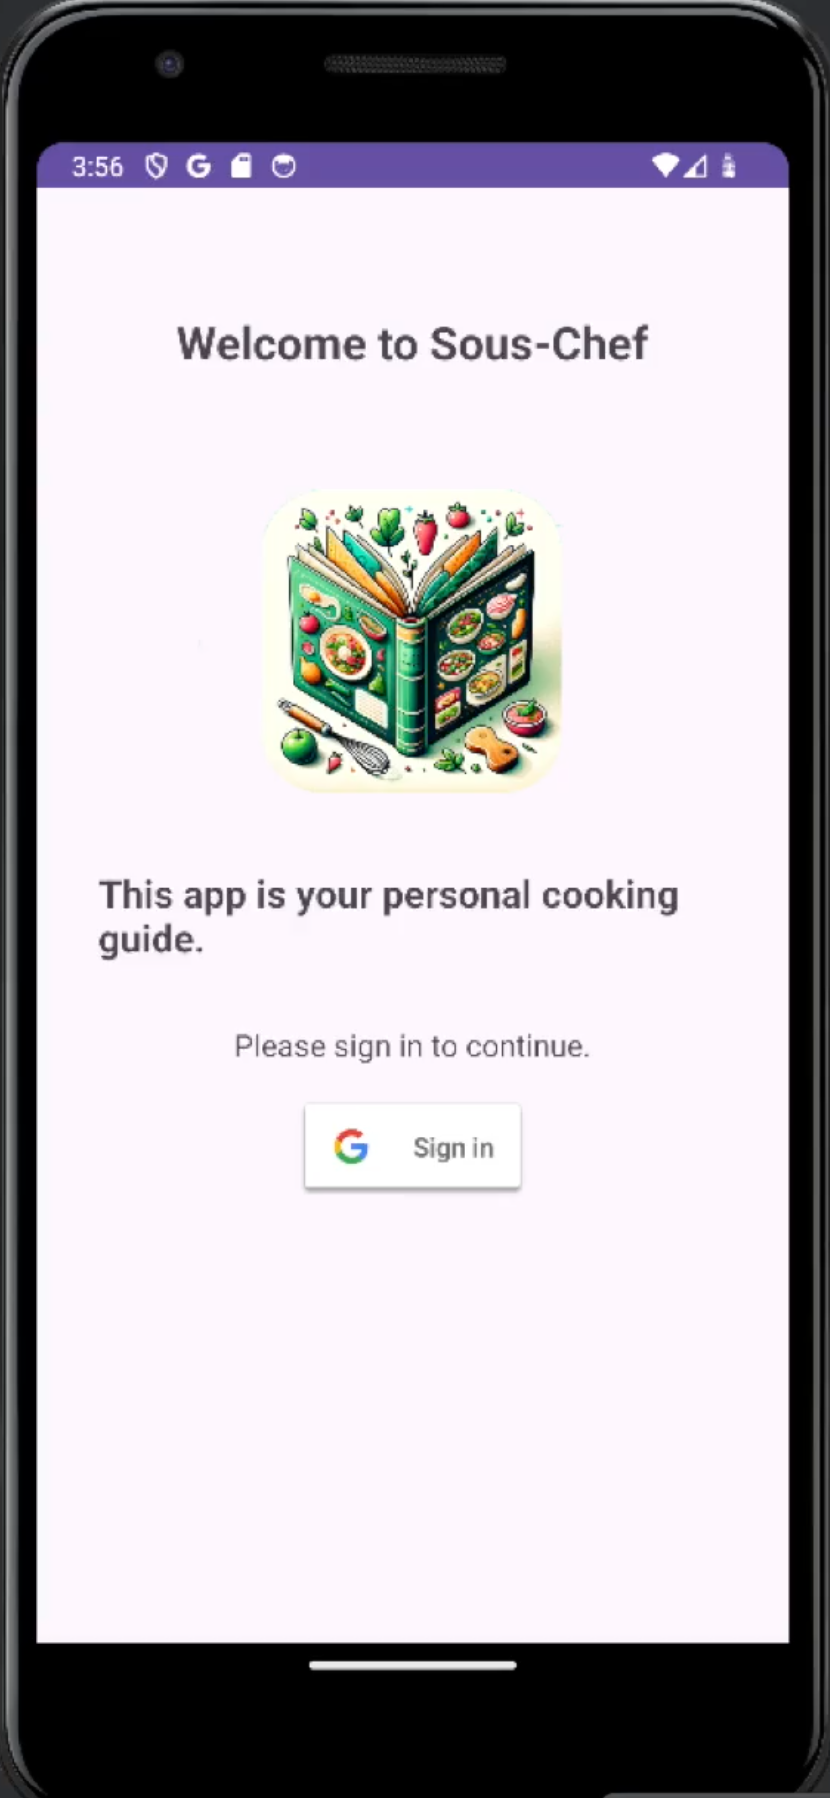 3:56
Welcome to Sous-Chef
This app is your personal cooking
guide.
Please sign in to continue.
Sign in